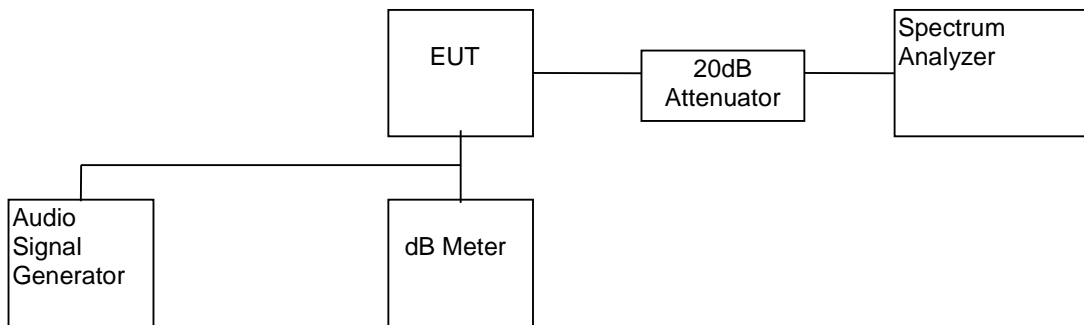 EUT
20dB
Attenuator
Spectrum
Analyzer
Audio
Signal
Generator
dB Meter